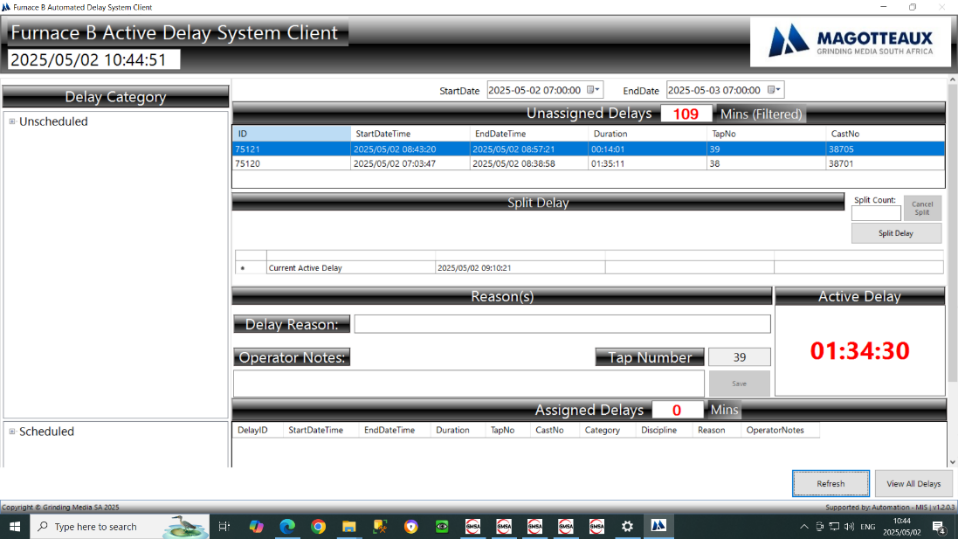 Furnace B Automated Delay System Client
Furnace B Active Delay System Client
2025/05/02 10:44:51
MAGOTTEAUX
GRINDING MEDIA SOUTH AFRICA
Delay Category
Unscheduled
Scheduled
StartDate 2025-05-02 07:00:00 EndDate 2025-05-03 07:00:00
Unassigned Delays 109 Mins (Filtered)
ID StartDateTime EndDateTime Duration TapNo CastNo
75121 2025/05/02 08:43:20 2025/05/02 08:57:21 00:14:01 39 38705
75120 2025/05/02 07:03:47 2025/05/02 08:38:58 01:35:11 38 38701
Split Delay
Split Count:
Cancel Split
Split Delay
* Current Active Delay 2025/05/02 09:10:21
Reason(s)
Active Delay
Delay Reason:
01:34:30
Operator Notes:
Tap Number 39
Save
Assigned Delays 0 Mins
DelayID StartDateTime EndDateTime Duration TapNo CastNo Category Discipline Reason OperatorNotes
Refresh View All Delays
Copyright © Grinding Media SA 2025
Supported by: Automation - MIS | v1.2.0.3
Type here to search
SMSA SMSA SMSA SMSA SMSA
ENG
10:44
2025/05/02
4